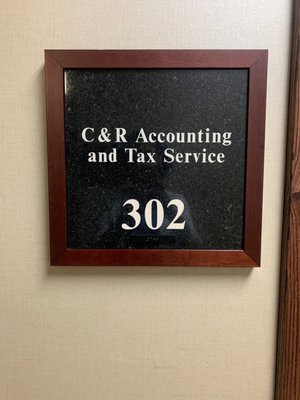 C & R Accounting
and Tax Service
302